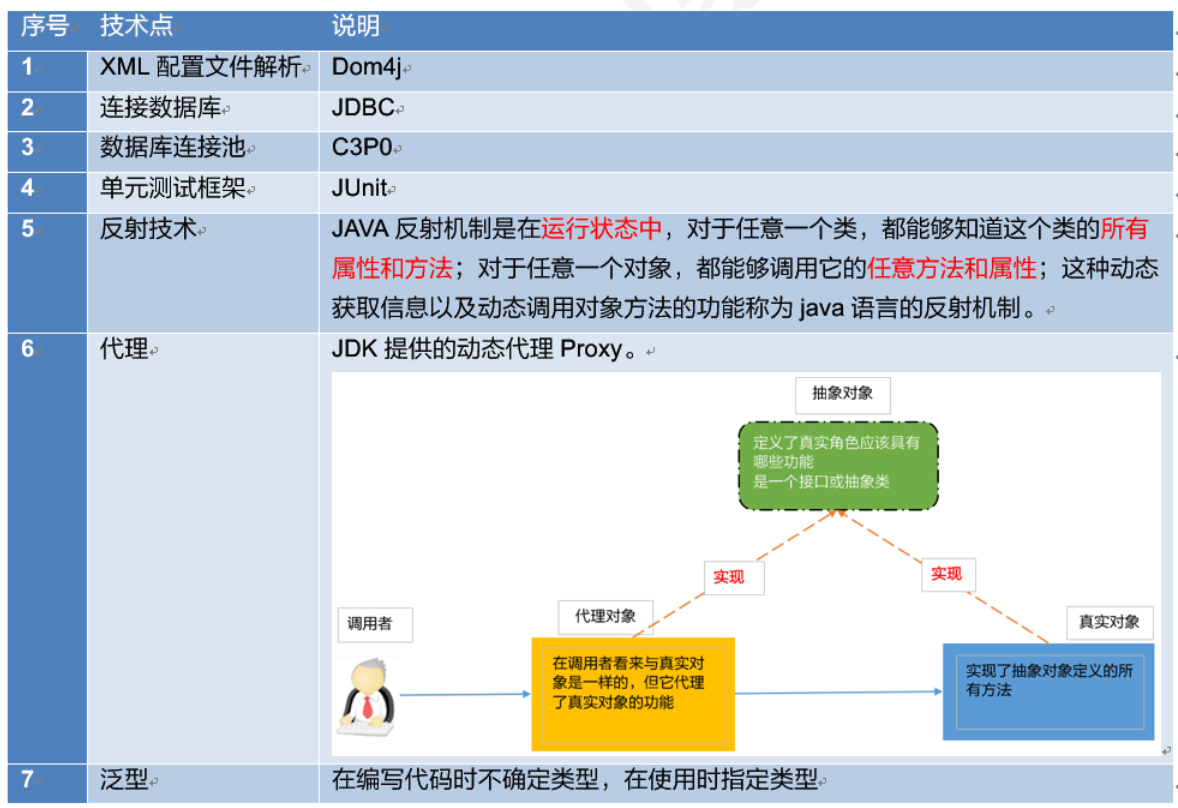 序号 技术点 说明
1 XML 配置文件解析 Dom4j
2 连接数据库 JDBC
3 数据库连接池 C3P0
4 单元测试框架 JUnit
5 反射技术 JAVA 反射机制是在运行状态中，对于任意一个类，都能够知道这个类的所有
属性和方法；对于任意一个对象，都能够调用它的任意方法和属性；这种动态
获取信息以及动态调用对象方法的功能称为 java 语言的反射机制。
6 代理 JDK 提供的动态代理 Proxy。
抽象对象
定义了真实角色应该具有
哪些功能
是一个接口或抽象类
实现
实现
调用者
代理对象
真实对象
在调用者看来与真实对
象是一样的，但它代理
了真实对象的功能
实现了抽象对象定义的所
有方法
7 泛型 在编写代码时不确定类型，在使用时指定类型